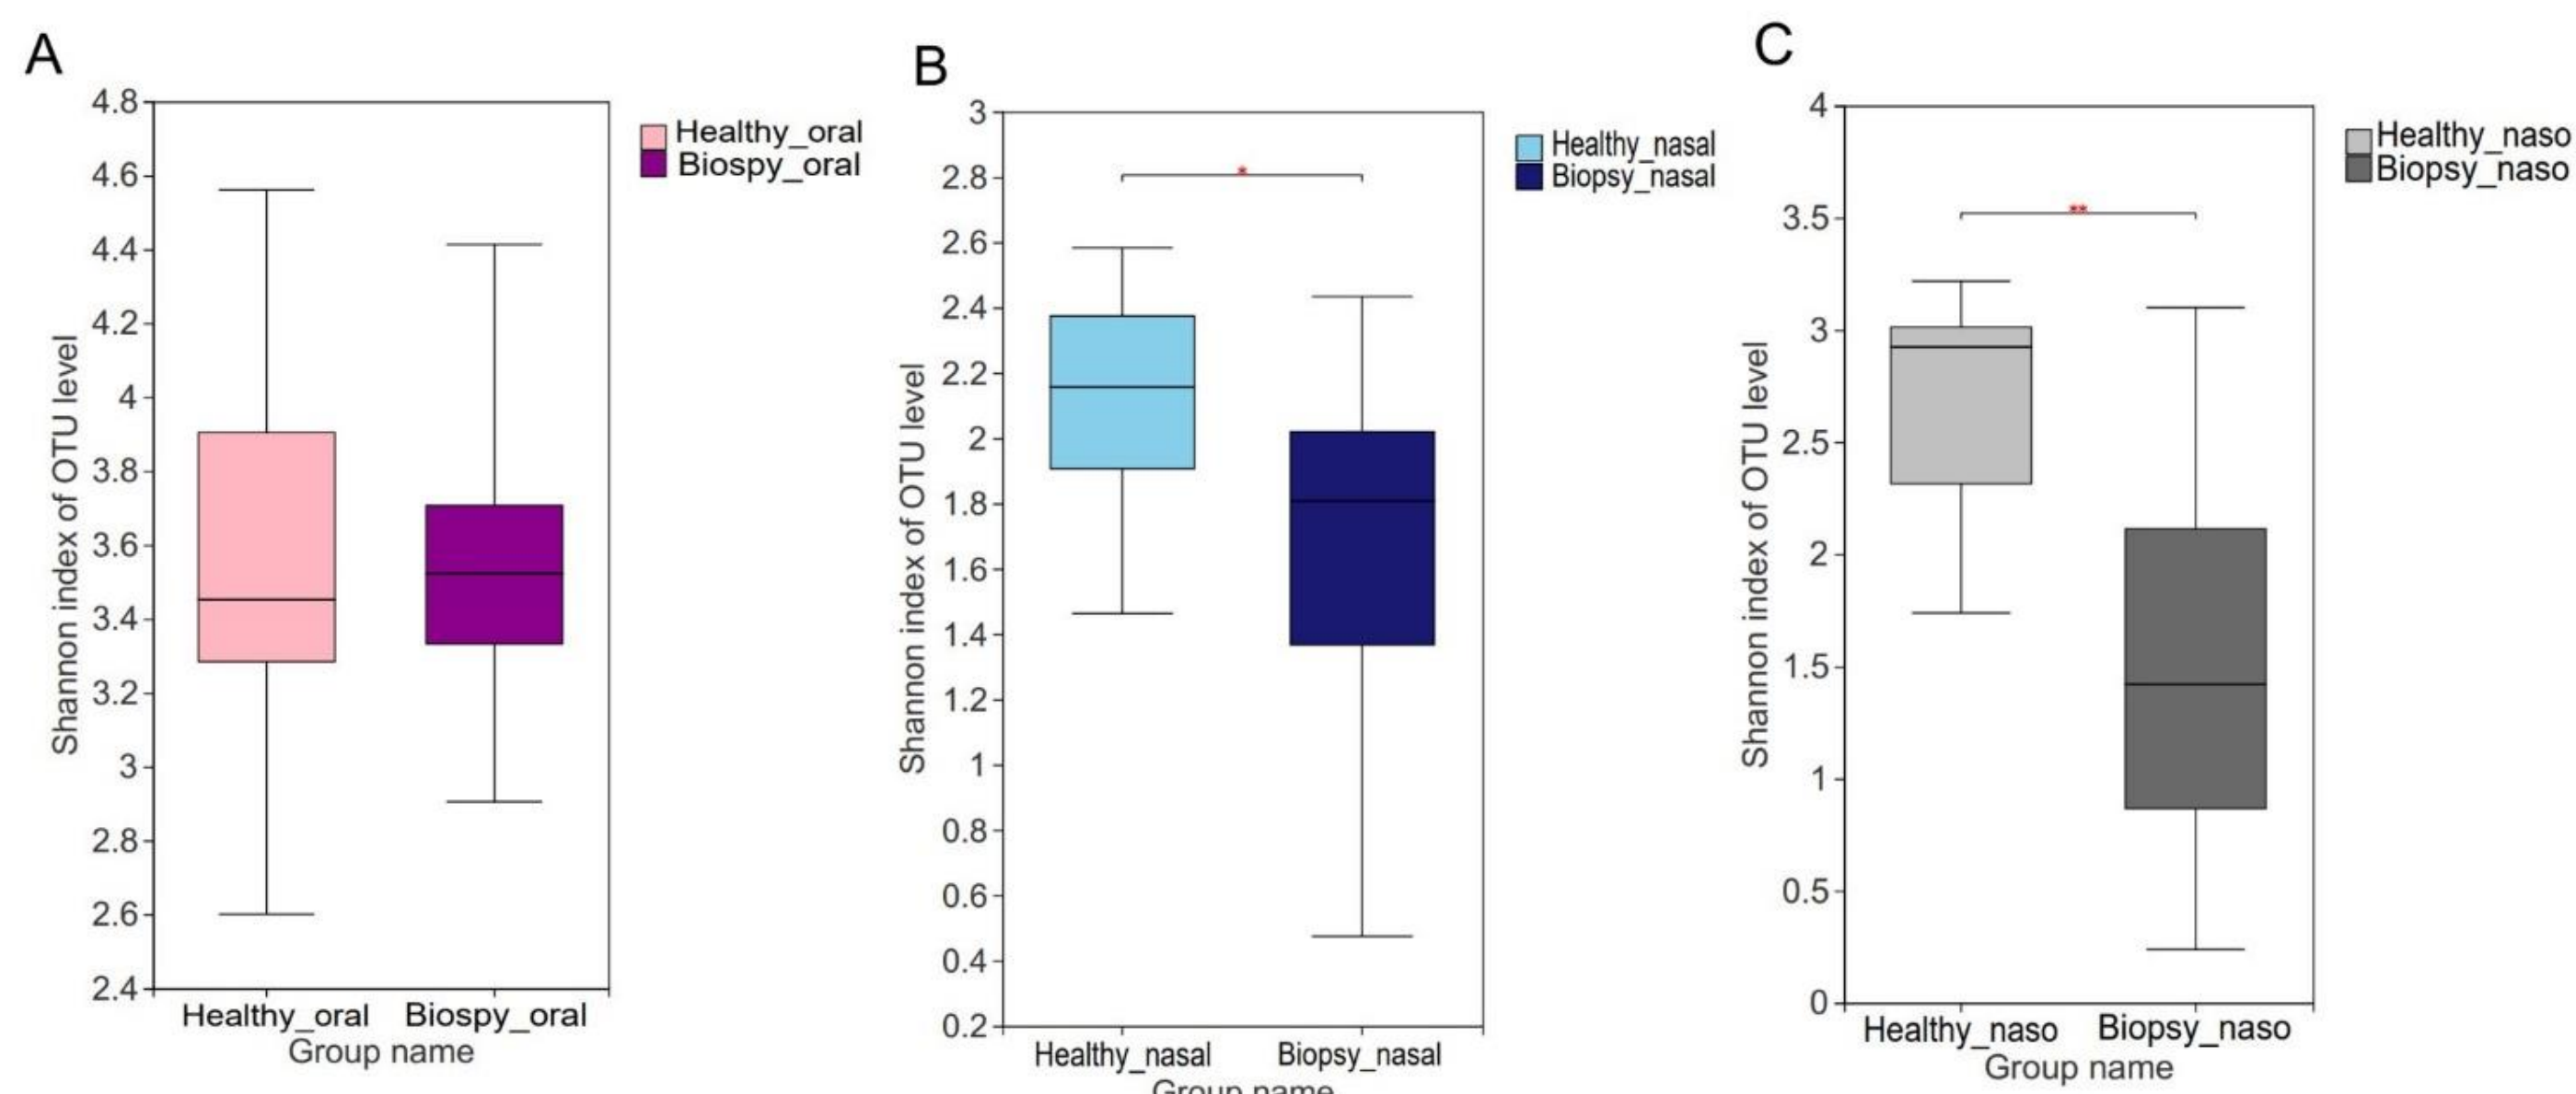 A
4.8
4.6
4.4
4.2
4
3.8
3.6
3.4
3.2
3
2.8
2.6
2.4
Shannon index of OTU level
Healthy_oral
Biospy_oral
Healthy_oral Biospy_oral
Group name
B
3
2.8
2.6
2.4
2.2
2
1.8
1.6
1.4
1.2
1
0.8
0.6
0.4
0.2
Shannon index of OTU level
*
Healthy_nasal
Biopsy_nasal
Healthy_nasal Biopsy_nasal
Group name
C
4
3.5
3
2.5
2
1.5
1
0.5
0
Shannon index of OTU level
**
Healthy_naso
Biopsy_naso
Healthy_naso Biopsy_naso
Group name